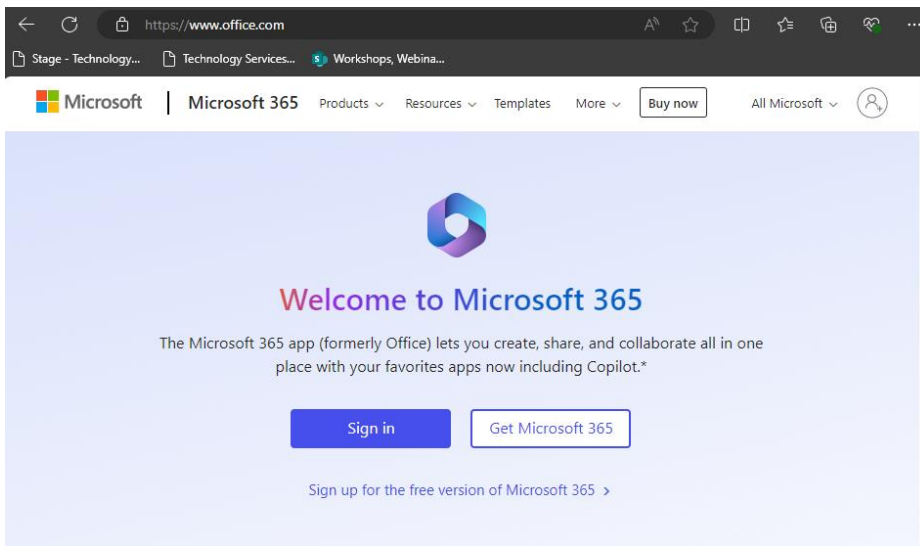 https://www.office.com
Stage - Technology... Technology Services... Workshops, Webina...
Microsoft Microsoft 365 Products Resources Templates More Buy now All Microsoft
Welcome to Microsoft 365
The Microsoft 365 app (formerly Office) lets you create, share, and collaborate all in one
place with your favorites apps now including Copilot.*
Sign in Get Microsoft 365
Sign up for the free version of Microsoft 365 >